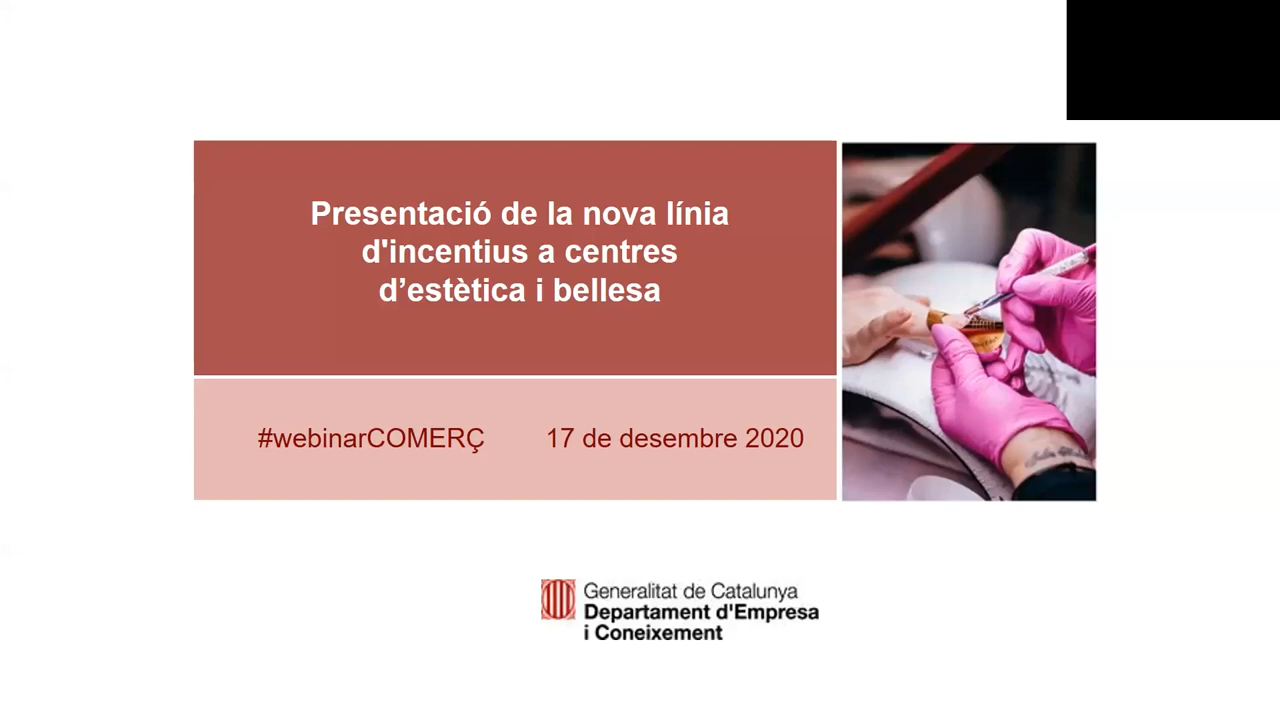 Presentació de la nova línia
d'incentius a centres
d’estètica i bellesa
#webinarCOMERÇ
17 de desembre 2020
Generalitat de Catalunya
Departament d'Empresa
i Coneixement